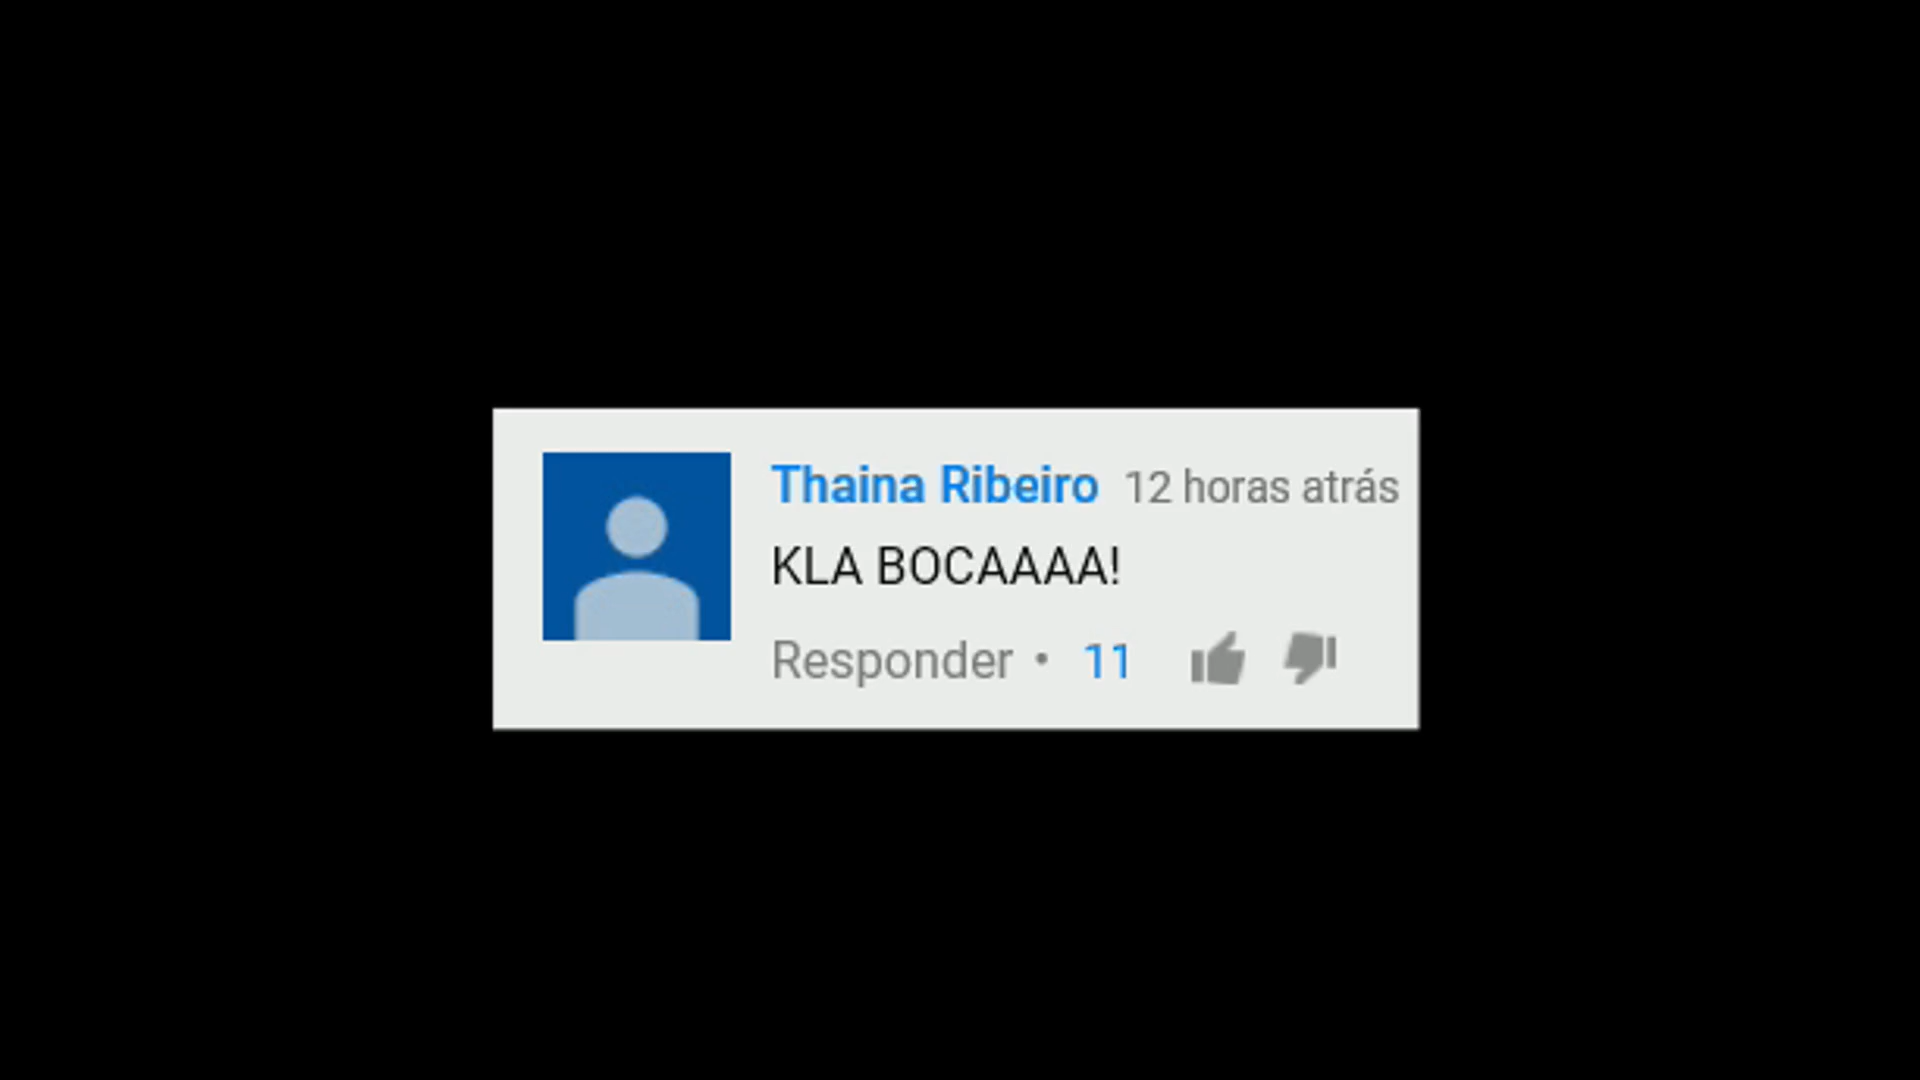 Thaina Ribeiro 12 horas atrás
KLA BOCAAAA!
Responder • 11